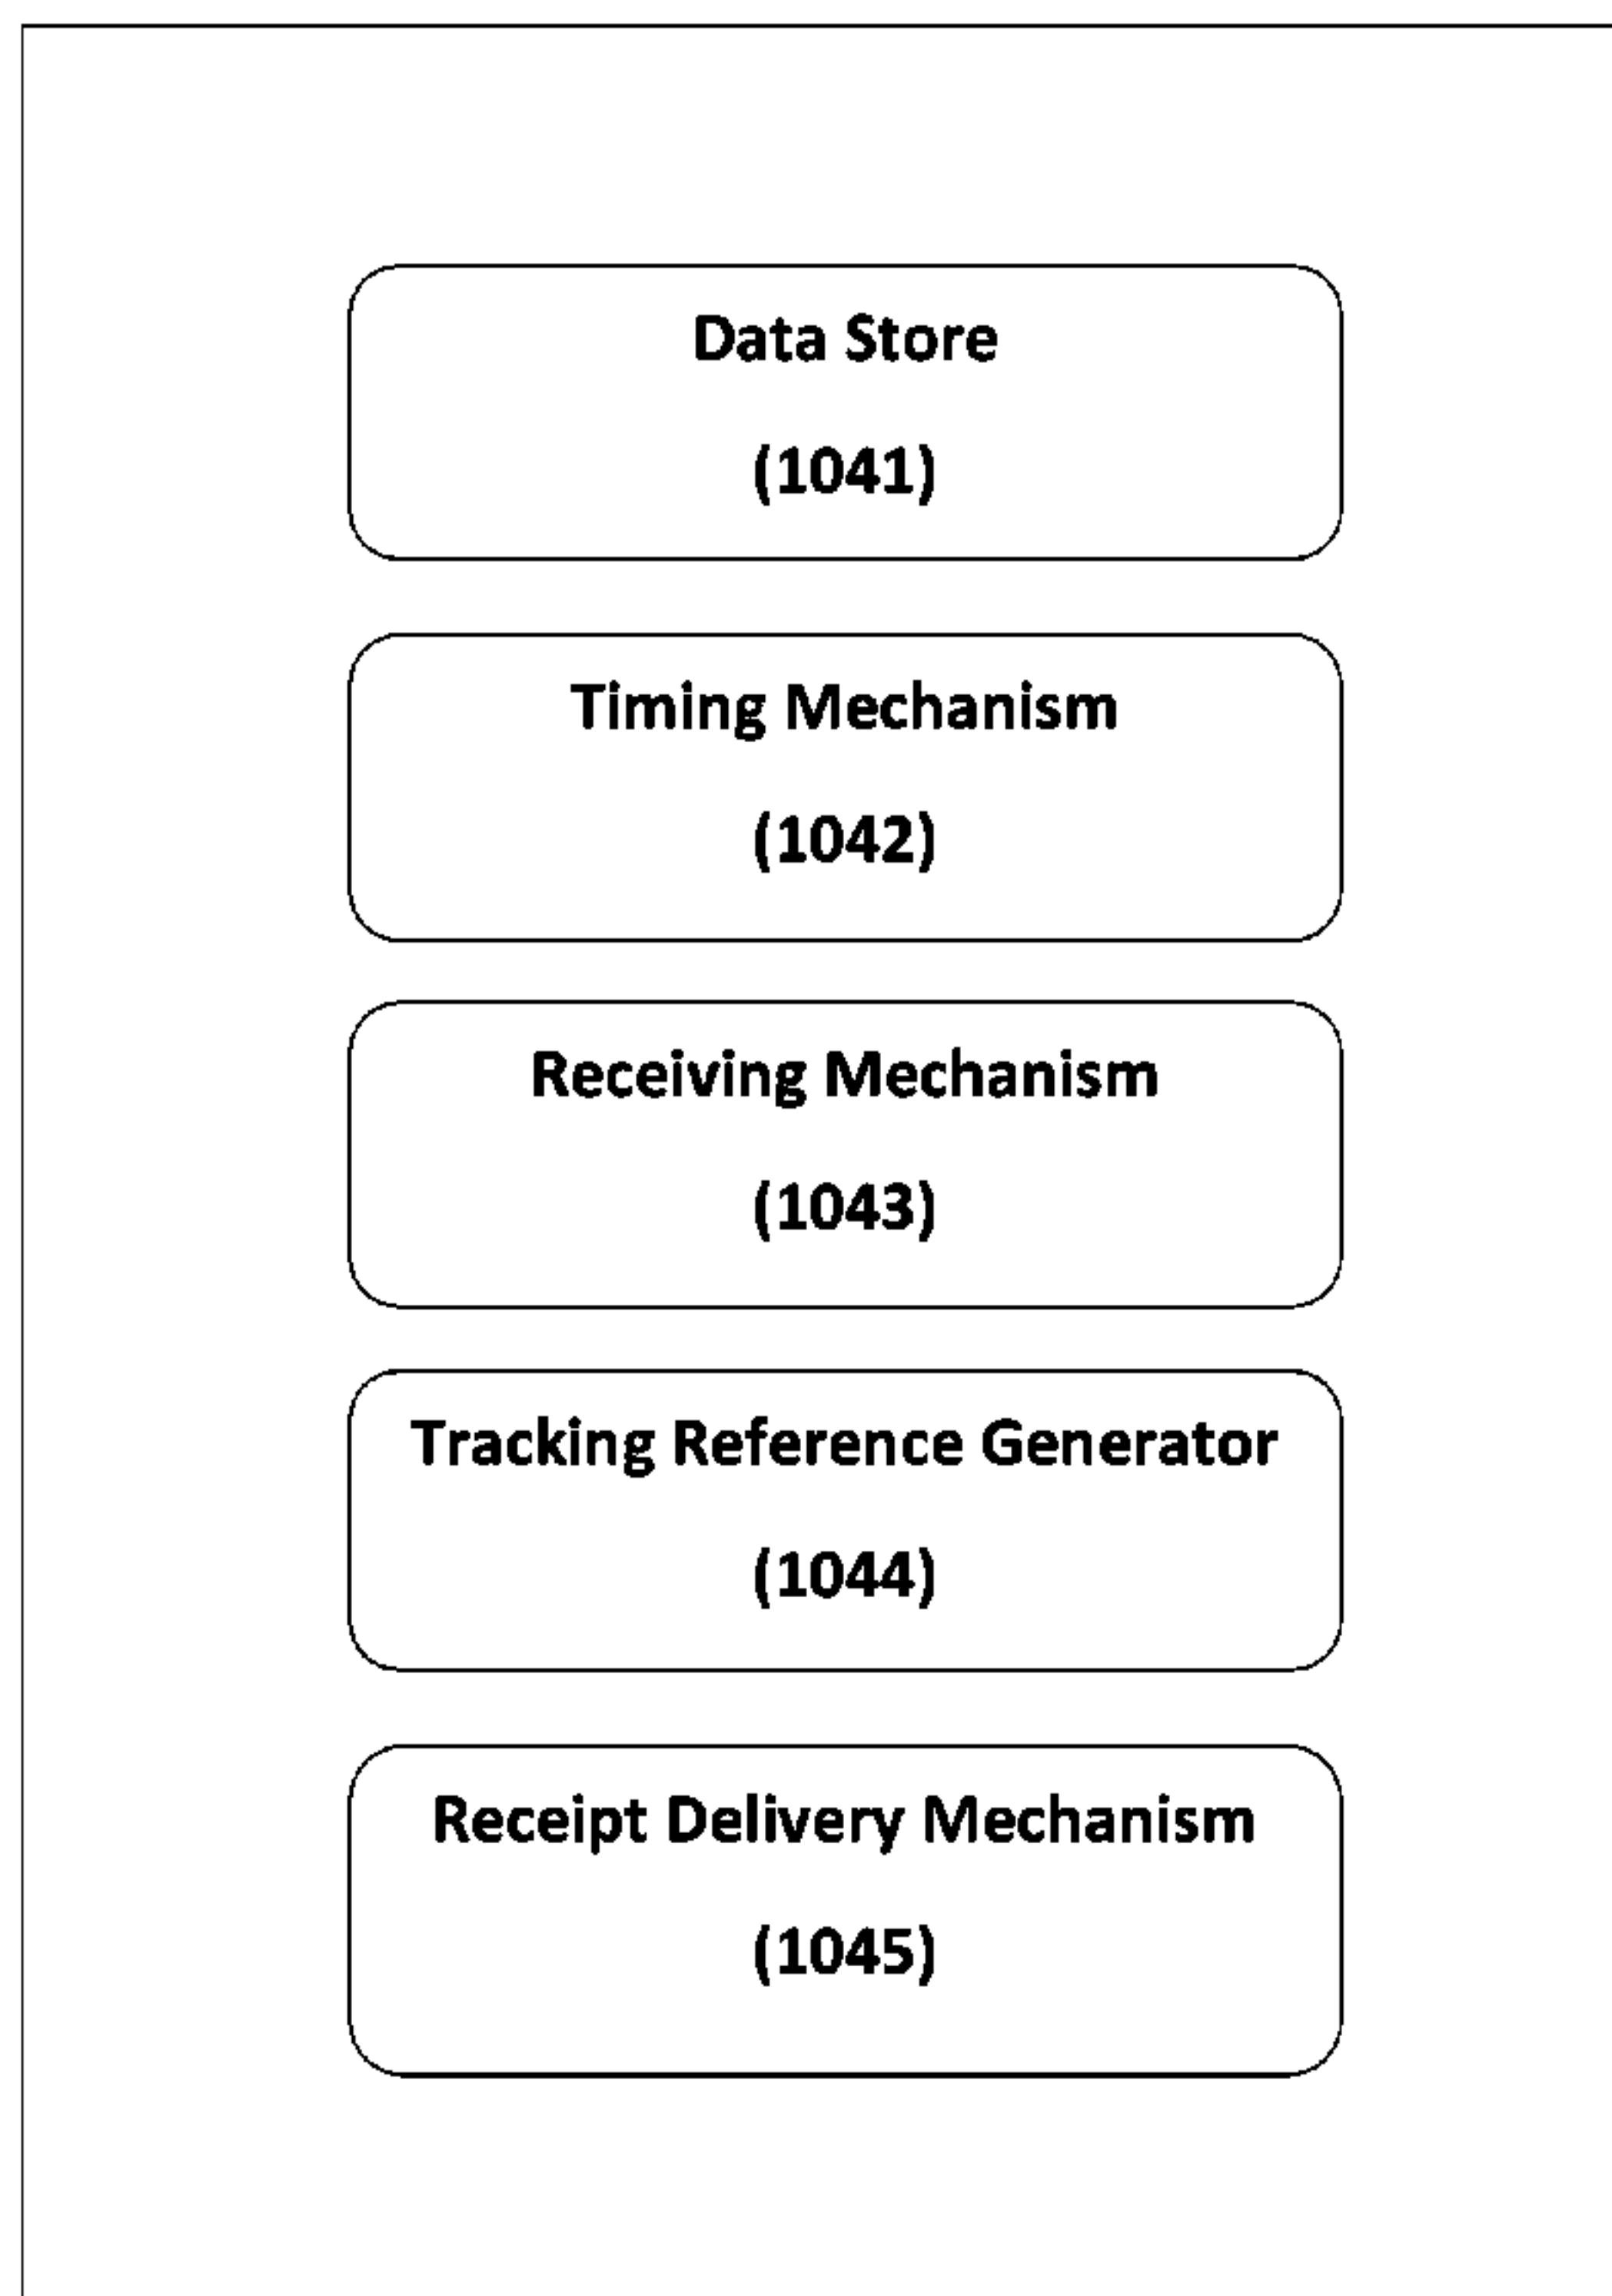 Data Store
(1041)
Timing Mechanism
(1042)
Receiving Mechanism
(1043)
Tracking Reference Generator
(1044)
Receipt Delivery Mechanism
(1045)